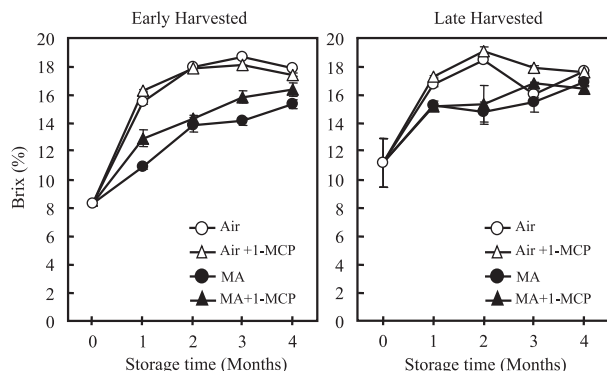 Early Harvested
Late Harvested
Brix (%)
20
18
16
14
12
10
8
6
4
2
0
Air
Air +1-MCP
MA
MA+1-MCP
0 1 2 3 4
Storage time (Months)
20
18
16
14
12
10
8
6
4
2
0
Air
Air +1-MCP
MA
MA+1-MCP
0 1 2 3 4
Storage time (Months)